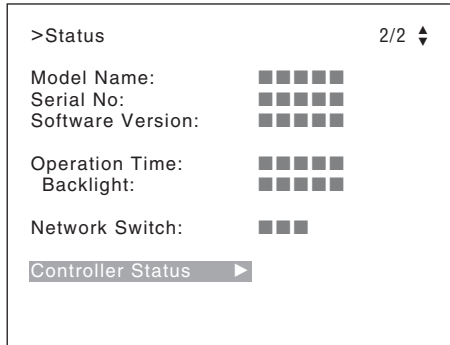 >Status 2/2
Model Name: ■■■■■
Serial No: ■■■■■
Software Version: ■■■■■
Operation Time: ■■■■■
Backlight: ■■■■■
Network Switch: ■■■
Controller Status